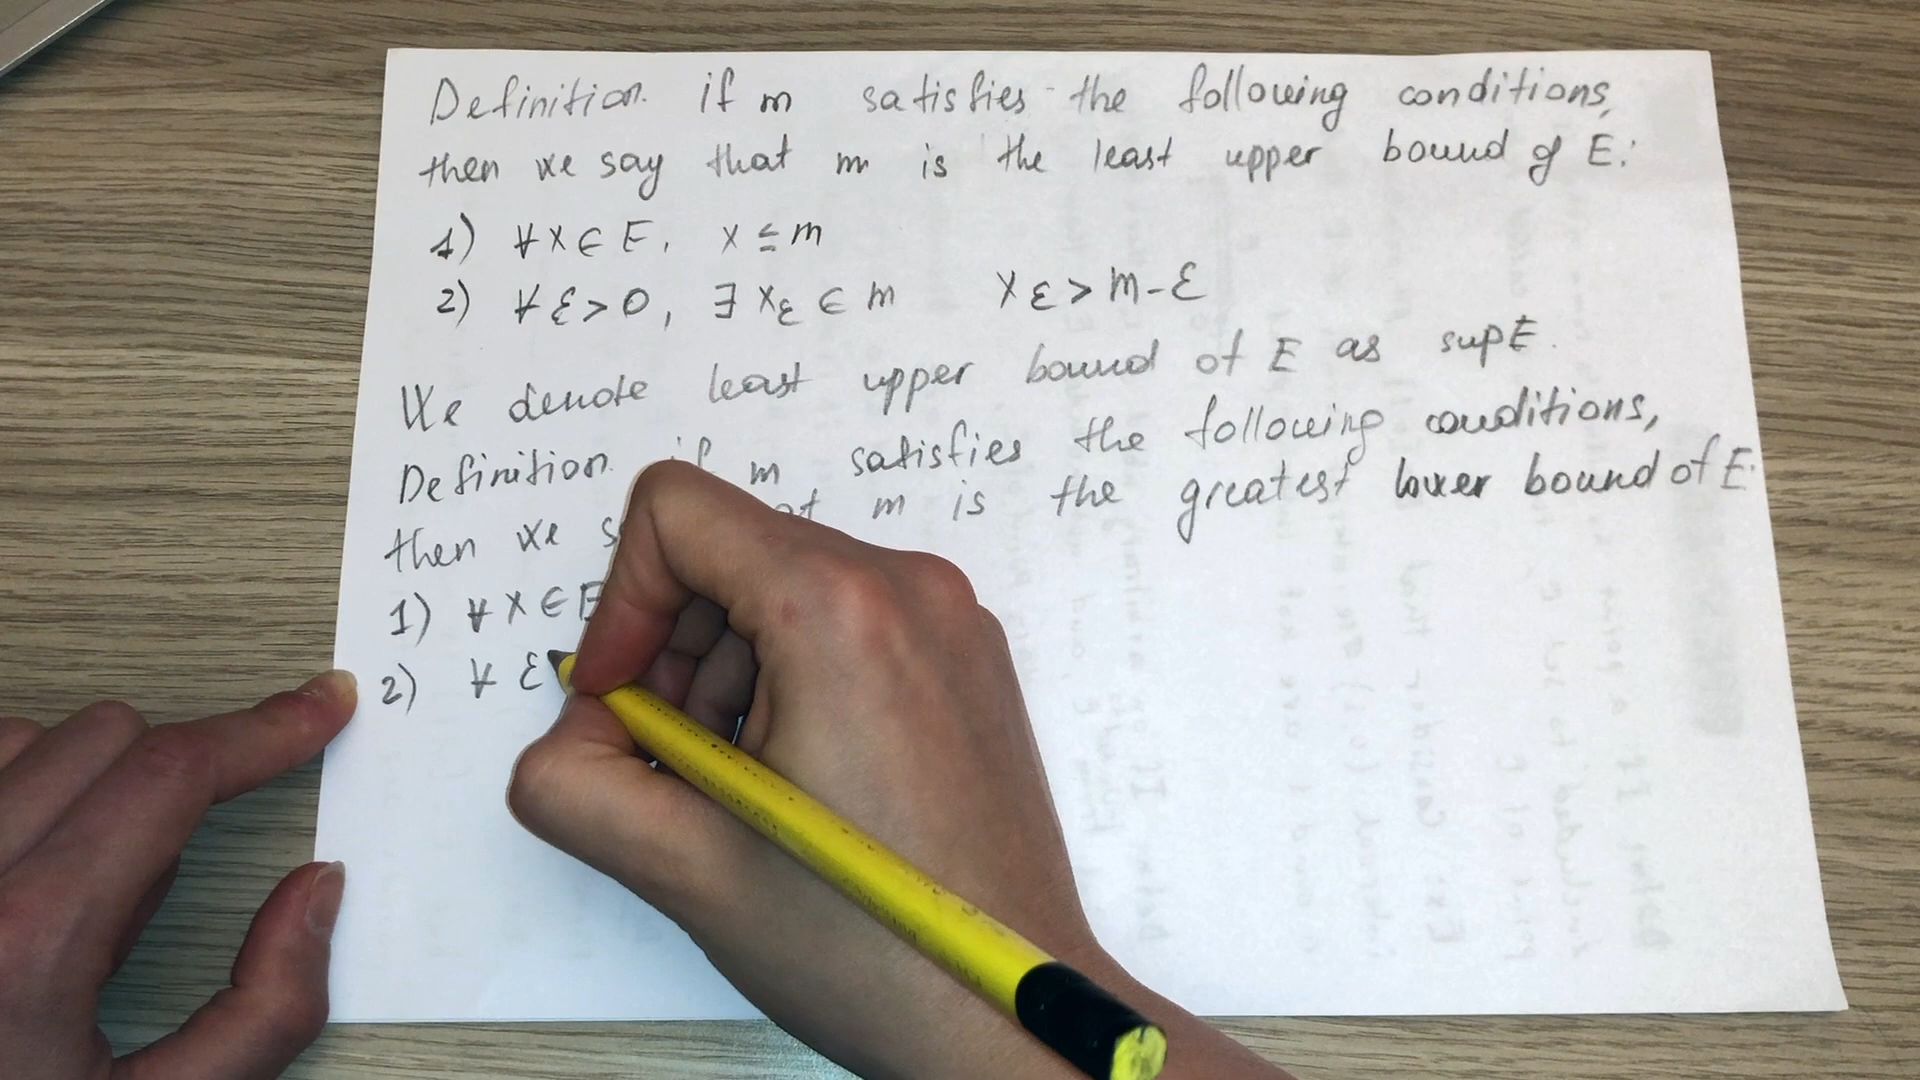 Definition. if m satisfies the following conditions,
then we say that m is the least upper bound of E:
1) ∀x∈E, x ≤ m
2) ∀ε>0, ∃ xε ∈ m xε > m-ε
We denote least upper bound of E as supE.
Definition. if m satisfies the following conditions,
then we m is the greatest lower bound of E.
1) ∀x∈E
2) ∀ ε